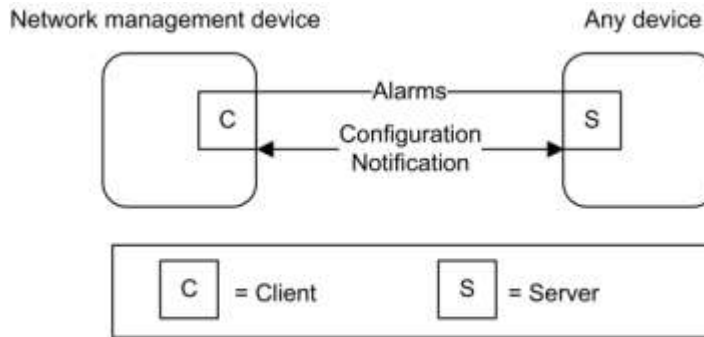 Network management device
Any device
Alarms
C
S
Configuration
Notification
C
= Client
S
= Server